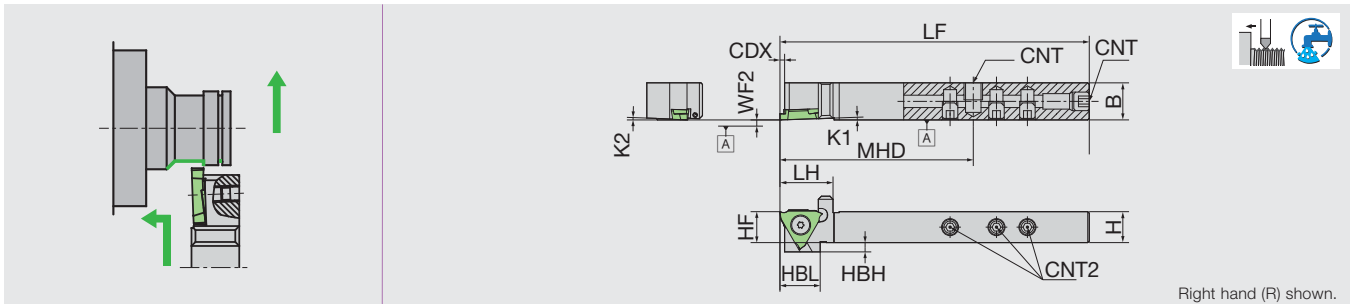 LF
CDX
CNT
CNT
WF2
B
K2
A
K1
A
MHD
LH
HF
H
HBL
HBH
CNT2
Right hand (R) shown.